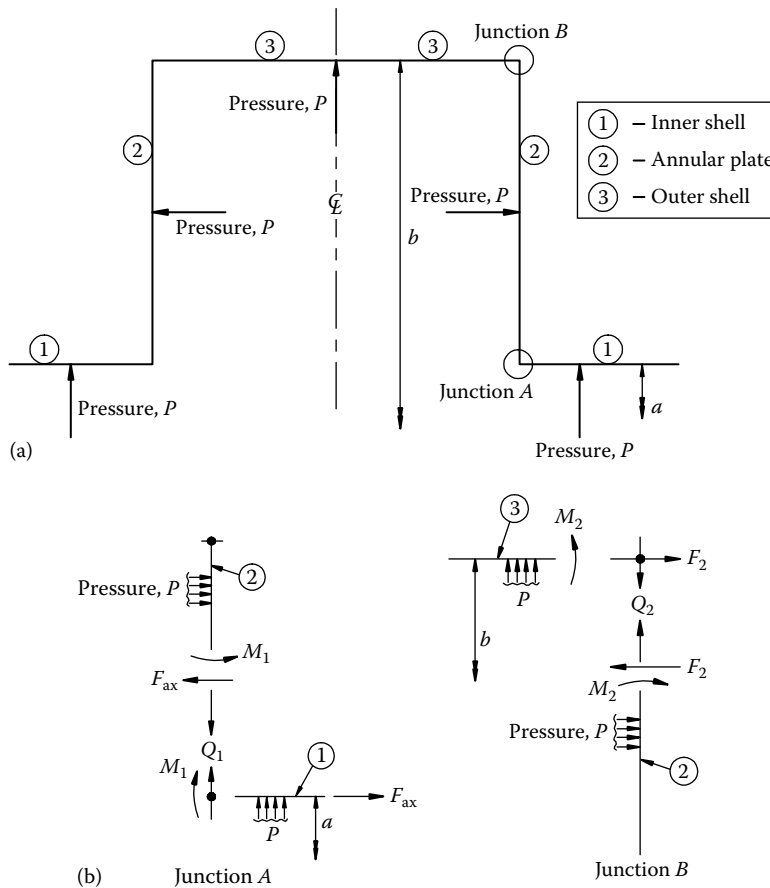 Junction B
3
3
Pressure, P
1 – Inner shell
2 – Annular plate
3 – Outer shell
2
2
℄
Pressure, P
Pressure, P
b
1
1
Junction A
Pressure, P
a
Pressure, P
(a)
3
M2
2
F2
Pressure, P
P
Q2
b
M1
F2
Fax
M2
Pressure, P
Q1
1
M1
2
Fax
P
a
(b)
Junction A
Junction B